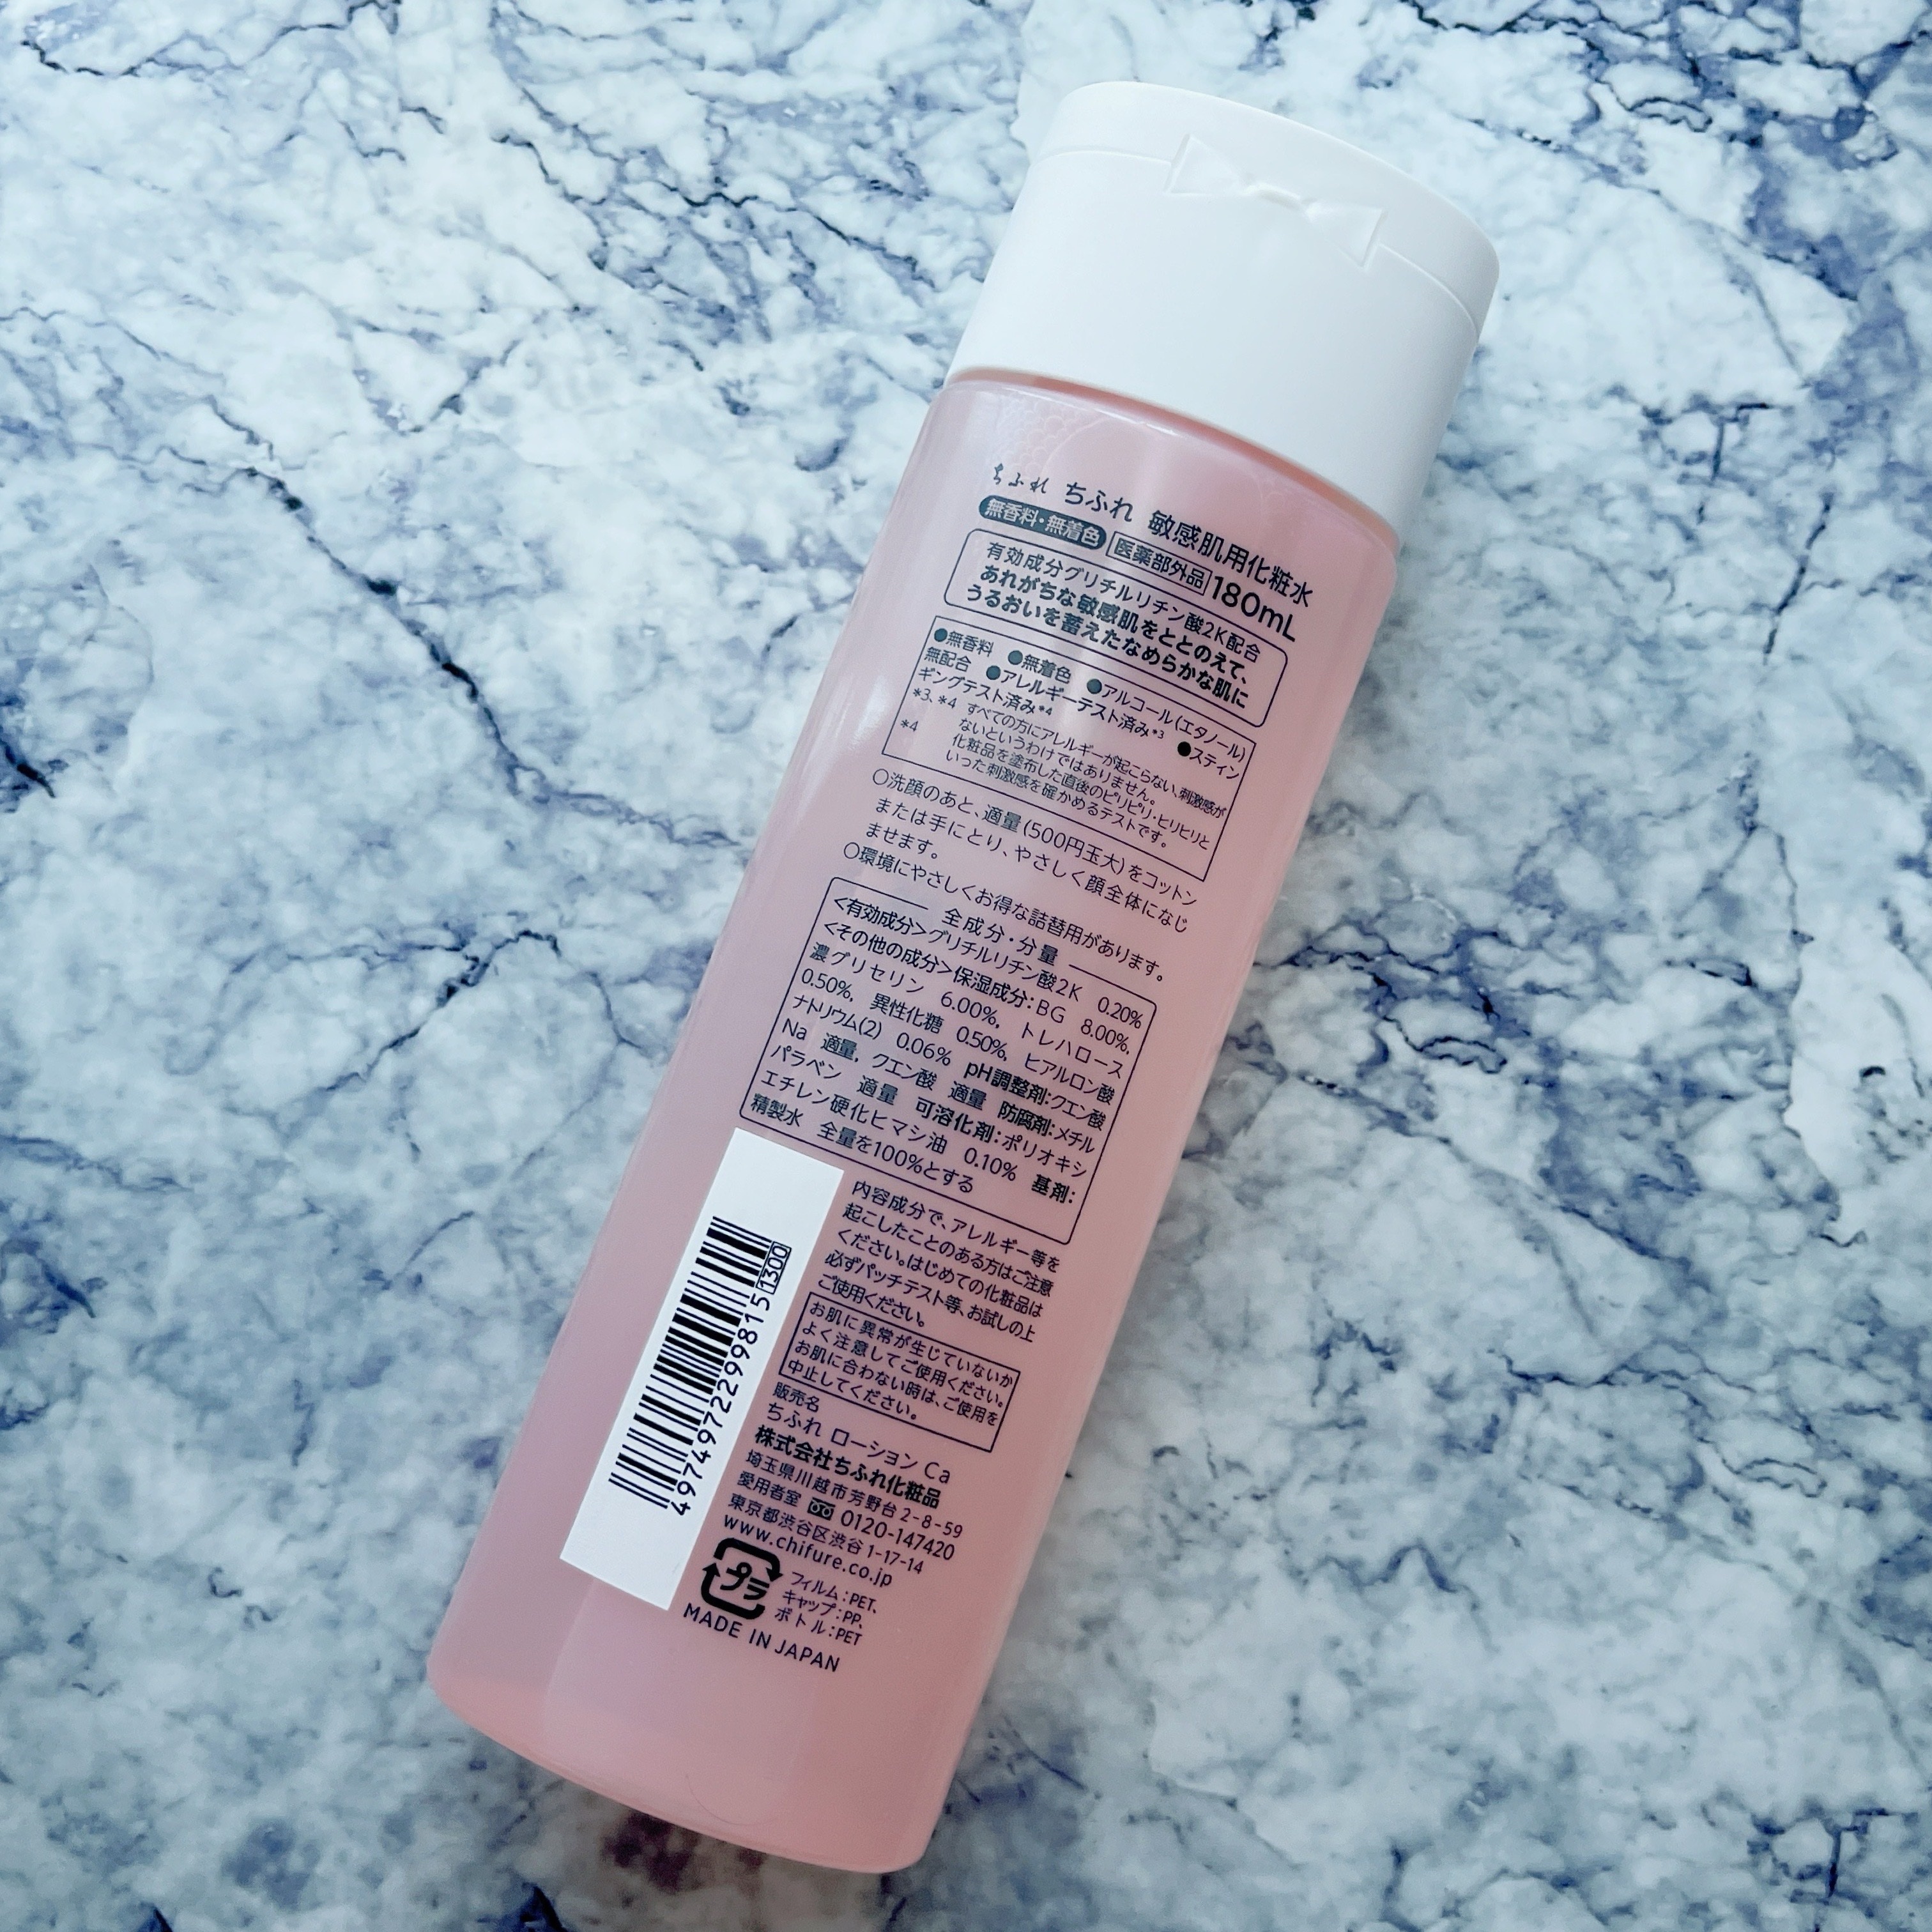 ちふれ ちふれ 敏感肌用化粧水
無香料・無着色 医薬部外品 180mL
有効成分グリチルリチン酸2K配合
あれがちな敏感肌をととのえて、
うるおいを蓄えたなめらかな肌に
●無香料 ●無着色 ●アルコール(エタノール)
無配合 ●アレルギーテスト済み*3 ●スティン
ギングテスト済み*4
*3、*4 すべての方にアレルギーが起こらない、刺激感が
ないというわけではありません。
*4 化粧品を塗布した直後のピリピリ・ヒリヒリと
いった刺激感を確かめるテストです。
○洗顔のあと、適量(500円玉大)をコットン
または手にとり、やさしく顔全体になじ
ませます。
○環境にやさしくお得な詰替用があります。
全成分・分量
<有効成分>グリチルリチン酸2K 0.20%
<その他の成分>保湿成分:BG 8.00%,
濃グリセリン 6.00%, トレハロース
0.50%, 異性化糖 0.50%, ヒアルロン酸
ナトリウム(2) 0.06% pH調整剤:クエン酸
Na 適量, クエン酸 適量 防腐剤:メチル
パラベン 適量 可溶化剤:ポリオキシ
エチレン硬化ヒマシ油 0.10% 基剤:
精製水 全量を100%とする
内容成分で、アレルギー等を
起こしたことのある方はご注意
ください。はじめての化粧品は
必ずパッチテスト等、お試しの上
ご使用ください。
お肌に異常が生じていないか
よく注意してご使用ください。
お肌に合わない時は、ご使用を
中止してください。
販売名
ちふれ ローション Ca
株式会社ちふれ化粧品
埼玉県川越市芳野台2-8-59
愛用者室 0120-147420
東京都渋谷区渋谷1-17-14
www.chifure.co.jp
プラ
フィルム:PET、
キャップ:PP、
ボトル:PET
MADE IN JAPAN
4974972299815 1300